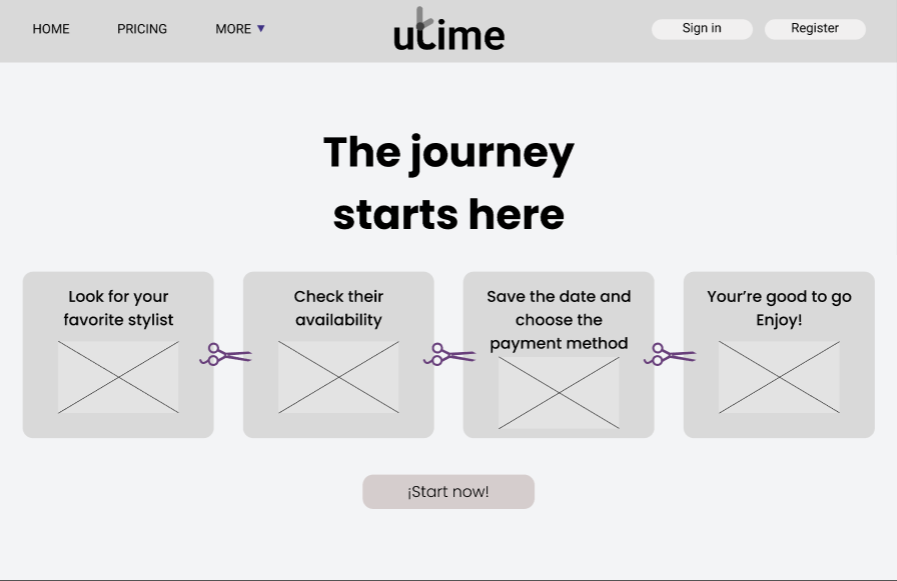 HOME PRICING MORE utime Sign in Register
The journey
starts here
Look for your
favorite stylist
Check their
availability
Save the date and
choose the
payment method
Your're good to go
Enjoy!
¡Start now!